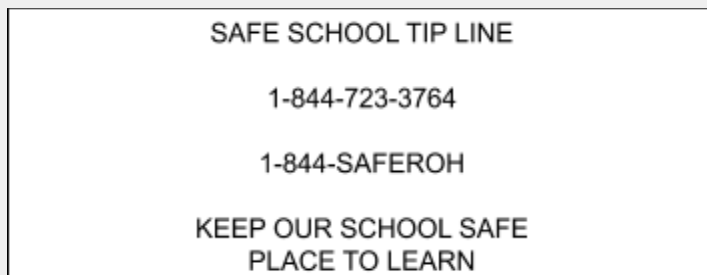 SAFE SCHOOL TIP LINE
1-844-723-3764
1-844-SAFEROH
KEEP OUR SCHOOL SAFE
PLACE TO LEARN